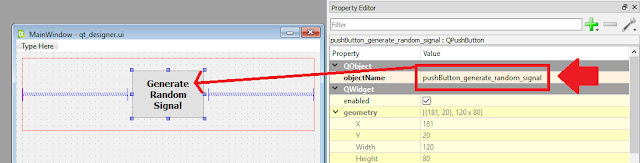 MainWindow - qt_designer.ui
Type Here
Generate
Random
Signal
Property Editor
Filter
pushButton_generate_random_signal : QPushButton
Property Value
QObject
objectName pushButton_generate_random_signal
QWidget
enabled
geometry [(181, 20), 120 x 80]
X 181
Y 20
Width 120
Height 80